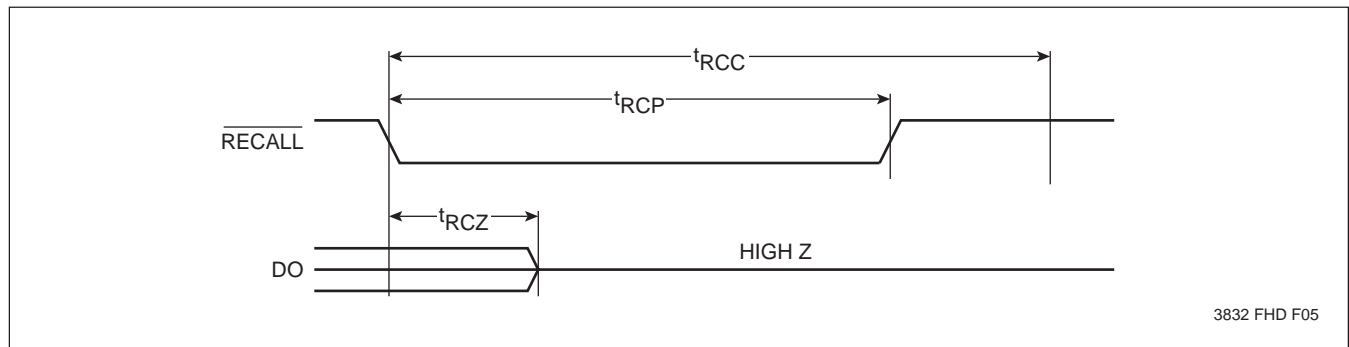 tRCC
tRCP
RECALL
tRCZ
HIGH Z
DO
3832 FHD F05